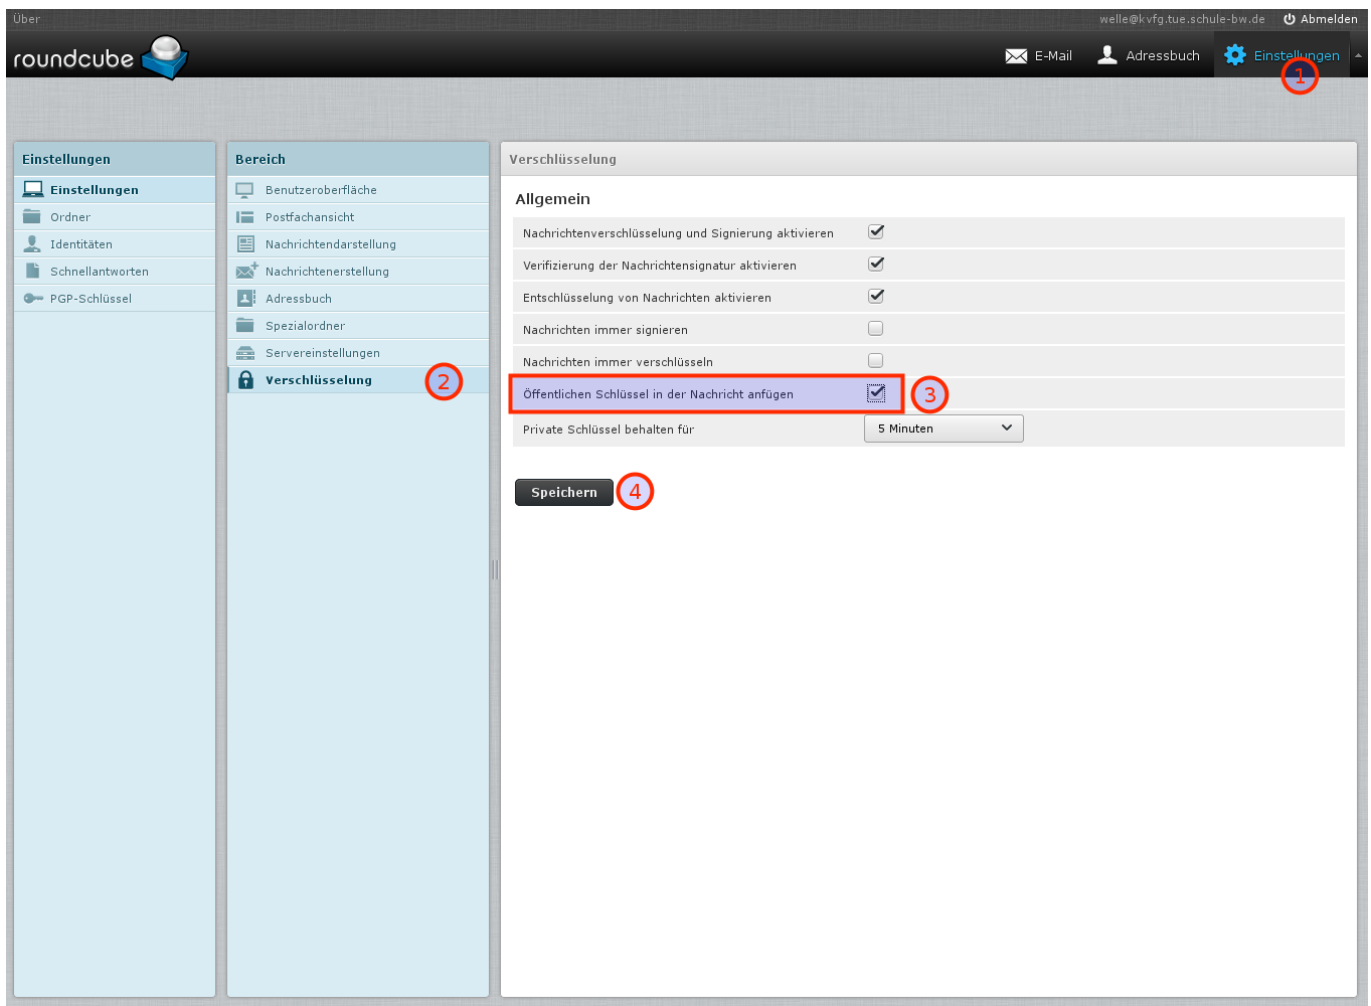 Über
welle@kvfg.tue.schule-bw.de Abmelden
roundcube
E-Mail Adressbuch Einstellungen
1
Einstellungen
Einstellungen
Ordner
Identitäten
Schnellantworten
PGP-Schlüssel
Bereich
Benutzeroberfläche
Postfachansicht
Nachrichtendarstellung
Nachrichtenerstellung
Adressbuch
Spezialordner
Servereinstellungen
Verschlüsselung
2
Verschlüsselung
Allgemein
Nachrichtenverschlüsselung und Signierung aktivieren
Verifizierung der Nachrichtensignatur aktivieren
Entschlüsselung von Nachrichten aktivieren
Nachrichten immer signieren
Nachrichten immer verschlüsseln
Öffentlichen Schlüssel in der Nachricht anfügen
3
Private Schlüssel behalten für 5 Minuten
Speichern
4